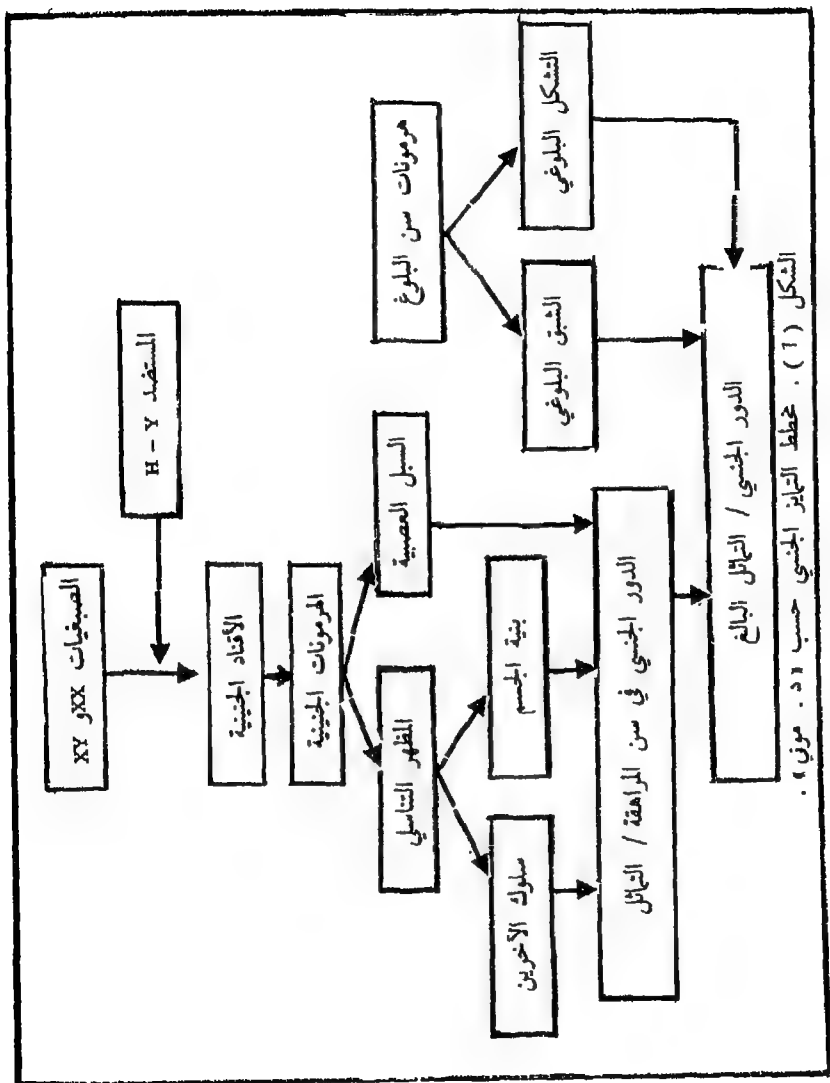 الصبغيات XX و XY
المستضد H - Y
الأقناد الجنينية
الهرمونات الجنينية
المظهر التناسلي
السبل العصبية
هرمونات سن البلوغ
سلوك الآخرين
بنية الجسم
الشبق البلوغي
التشكل البلوغي
الدور الجنسي في سن المراهقة / التماثل
الدور الجنسي / التماثل البالغ
الشكل (1). مخطط التمايز الجنسي حسب «د. موني».